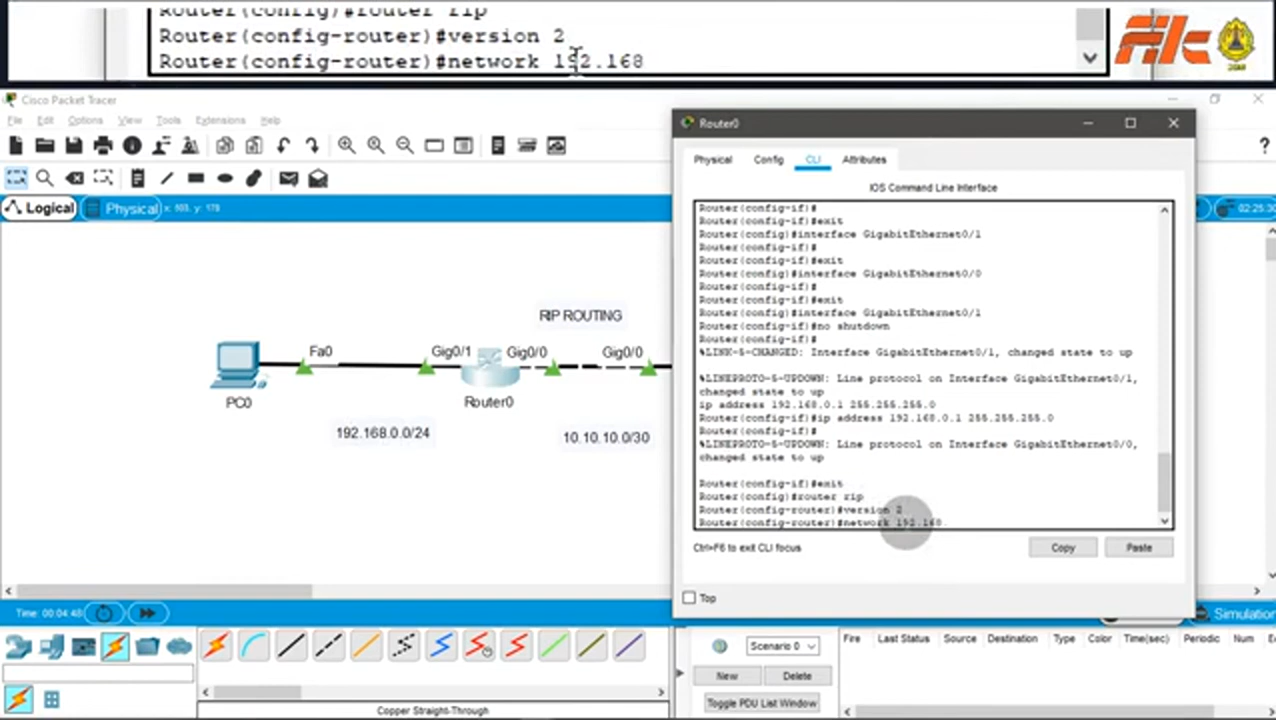 Router(config)#router rip
Router(config-router)#version 2
Router(config-router)#network 192.168
Cisco Packet Tracer
File Edit Options View Tools Extensions Help
Logical Physical x: 603, y: 173
02:25:30
Router0
Physical Config CLI Attributes
IOS Command Line Interface
Router(config-if)#
Router(config-if)#exit
Router(config)#interface GigabitEthernet0/1
Router(config-if)#
Router(config-if)#exit
Router(config)#interface GigabitEthernet0/0
Router(config-if)#
Router(config-if)#exit
Router(config)#interface GigabitEthernet0/1
Router(config-if)#no shutdown
Router(config-if)#
%LINK-5-CHANGED: Interface GigabitEthernet0/1, changed state to up
%LINEPROTO-5-UPDOWN: Line protocol on Interface GigabitEthernet0/1,
changed state to up
ip address 192.168.0.1 255.255.255.0
Router(config-if)#ip address 192.168.0.1 255.255.255.0
Router(config-if)#
%LINEPROTO-5-UPDOWN: Line protocol on Interface GigabitEthernet0/0,
changed state to up
Router(config-if)#exit
Router(config)#router rip
Router(config-router)#version 2
Router(config-router)#network 192.168.
Ctrl+F6 to exit CLI focus
Copy Paste
Top
RIP ROUTING
Fa0 Gig0/1 Gig0/0 Gig0/0
PC0 Router0
192.168.0.0/24 10.10.10.0/30
Time: 00:04:48
Simulation
Scenario 0
New Delete
Toggle PDU List Window
Fire Last Status Source Destination Type Color Time(sec) Periodic Num
Copper Straight-Through